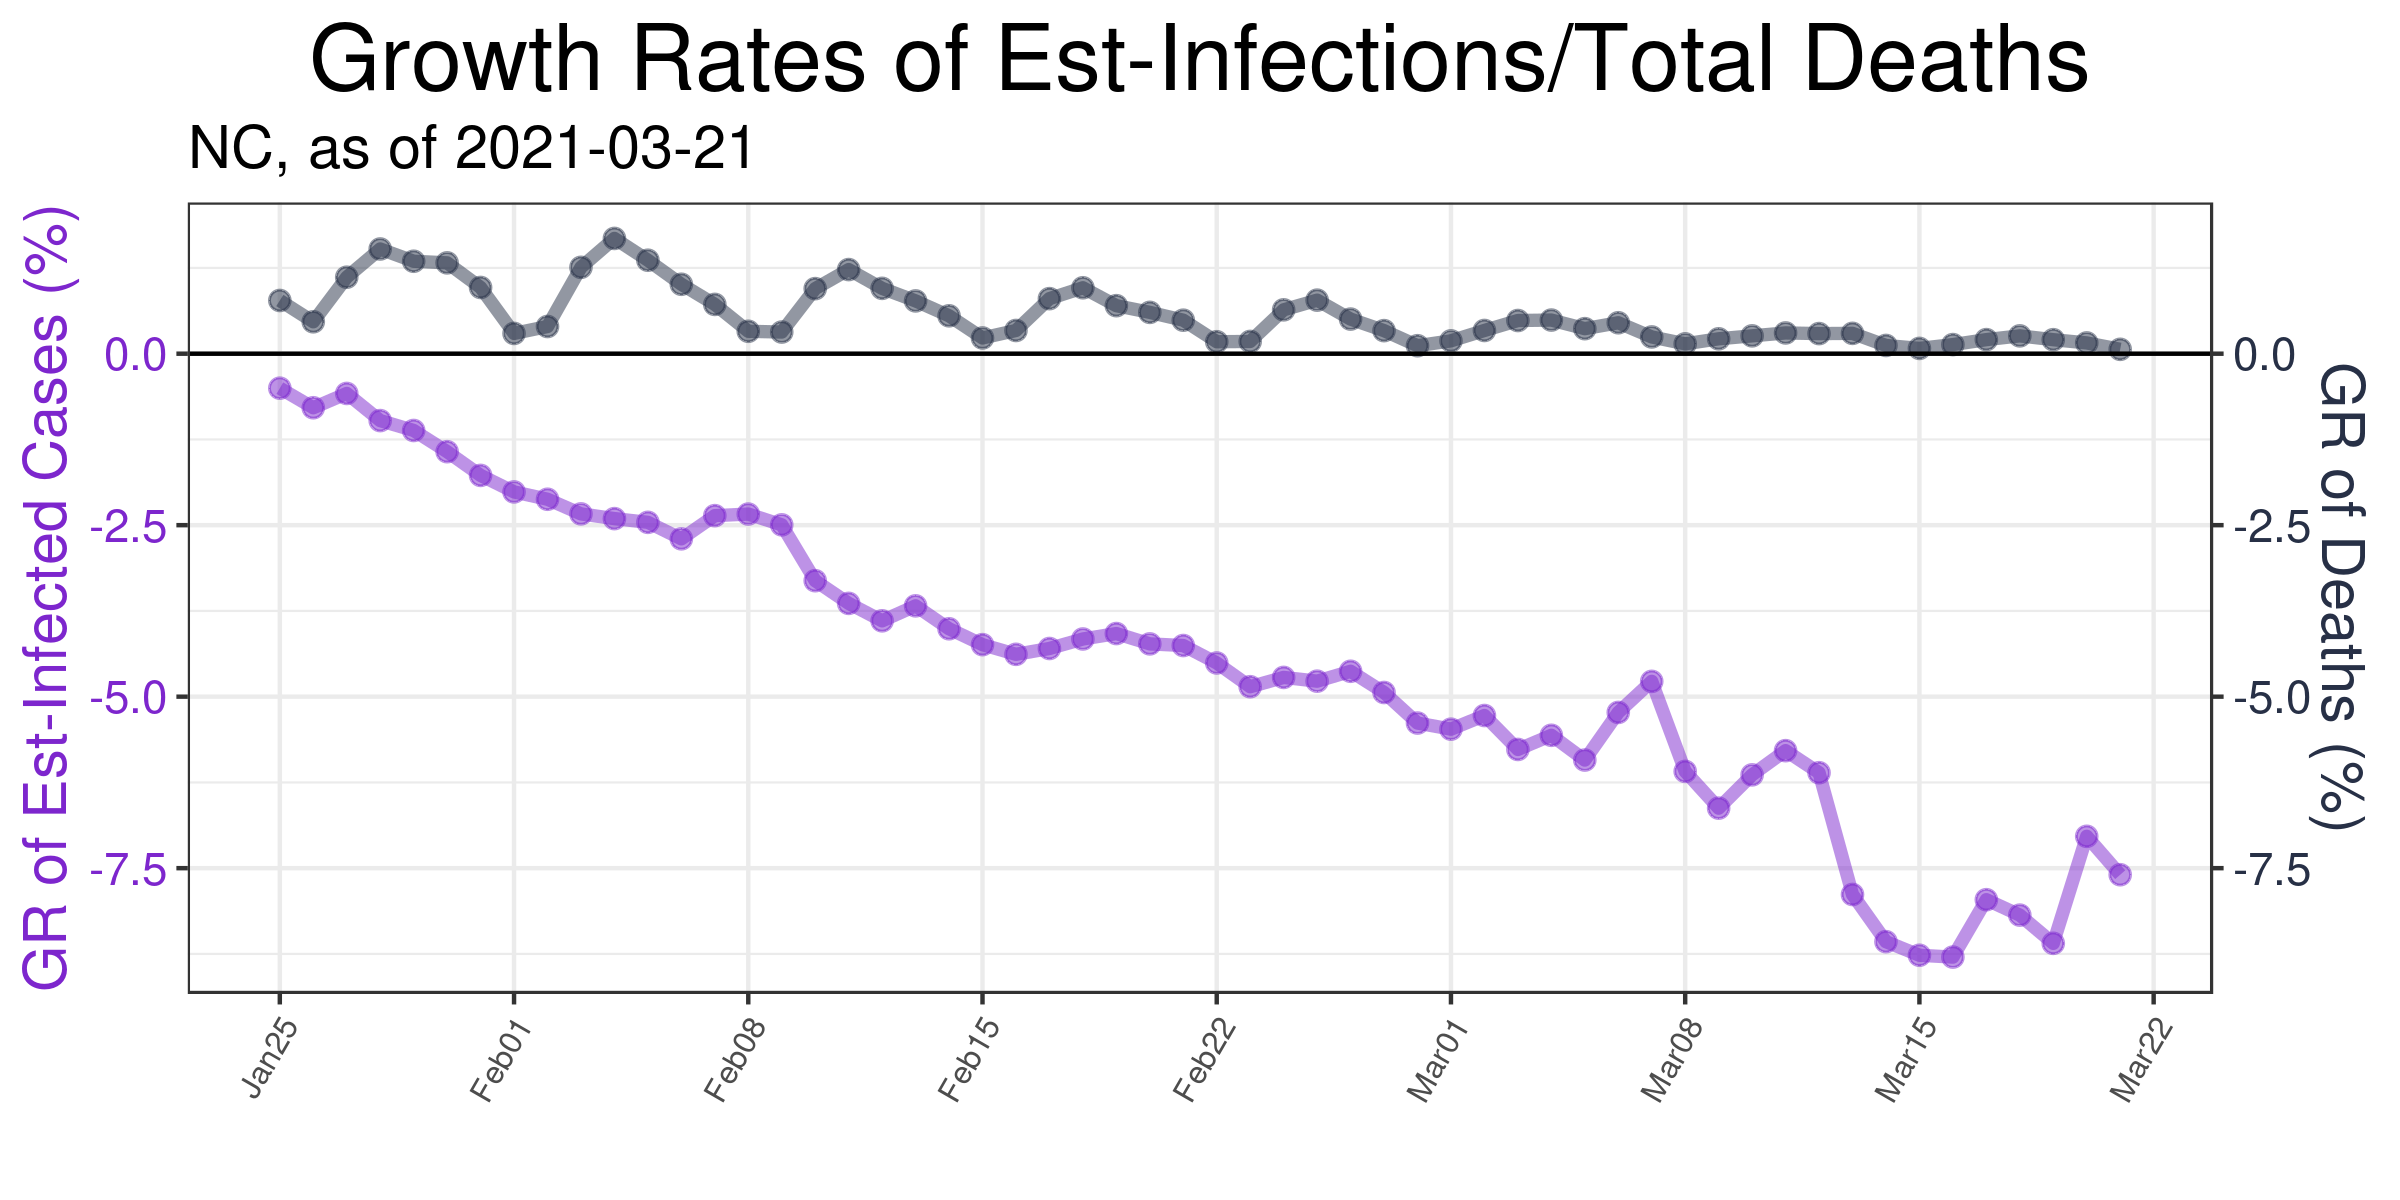 Growth Rates of Est-Infections/Total Deaths
NC, as of 2021-03-21
GR of Est-Infected Cases (%)
0.0
-2.5
-5.0
-7.5
0.0
-2.5
-5.0
-7.5
GR of Deaths (%)
Jan25
Feb01
Feb08
Feb15
Feb22
Mar01
Mar08
Mar15
Mar22